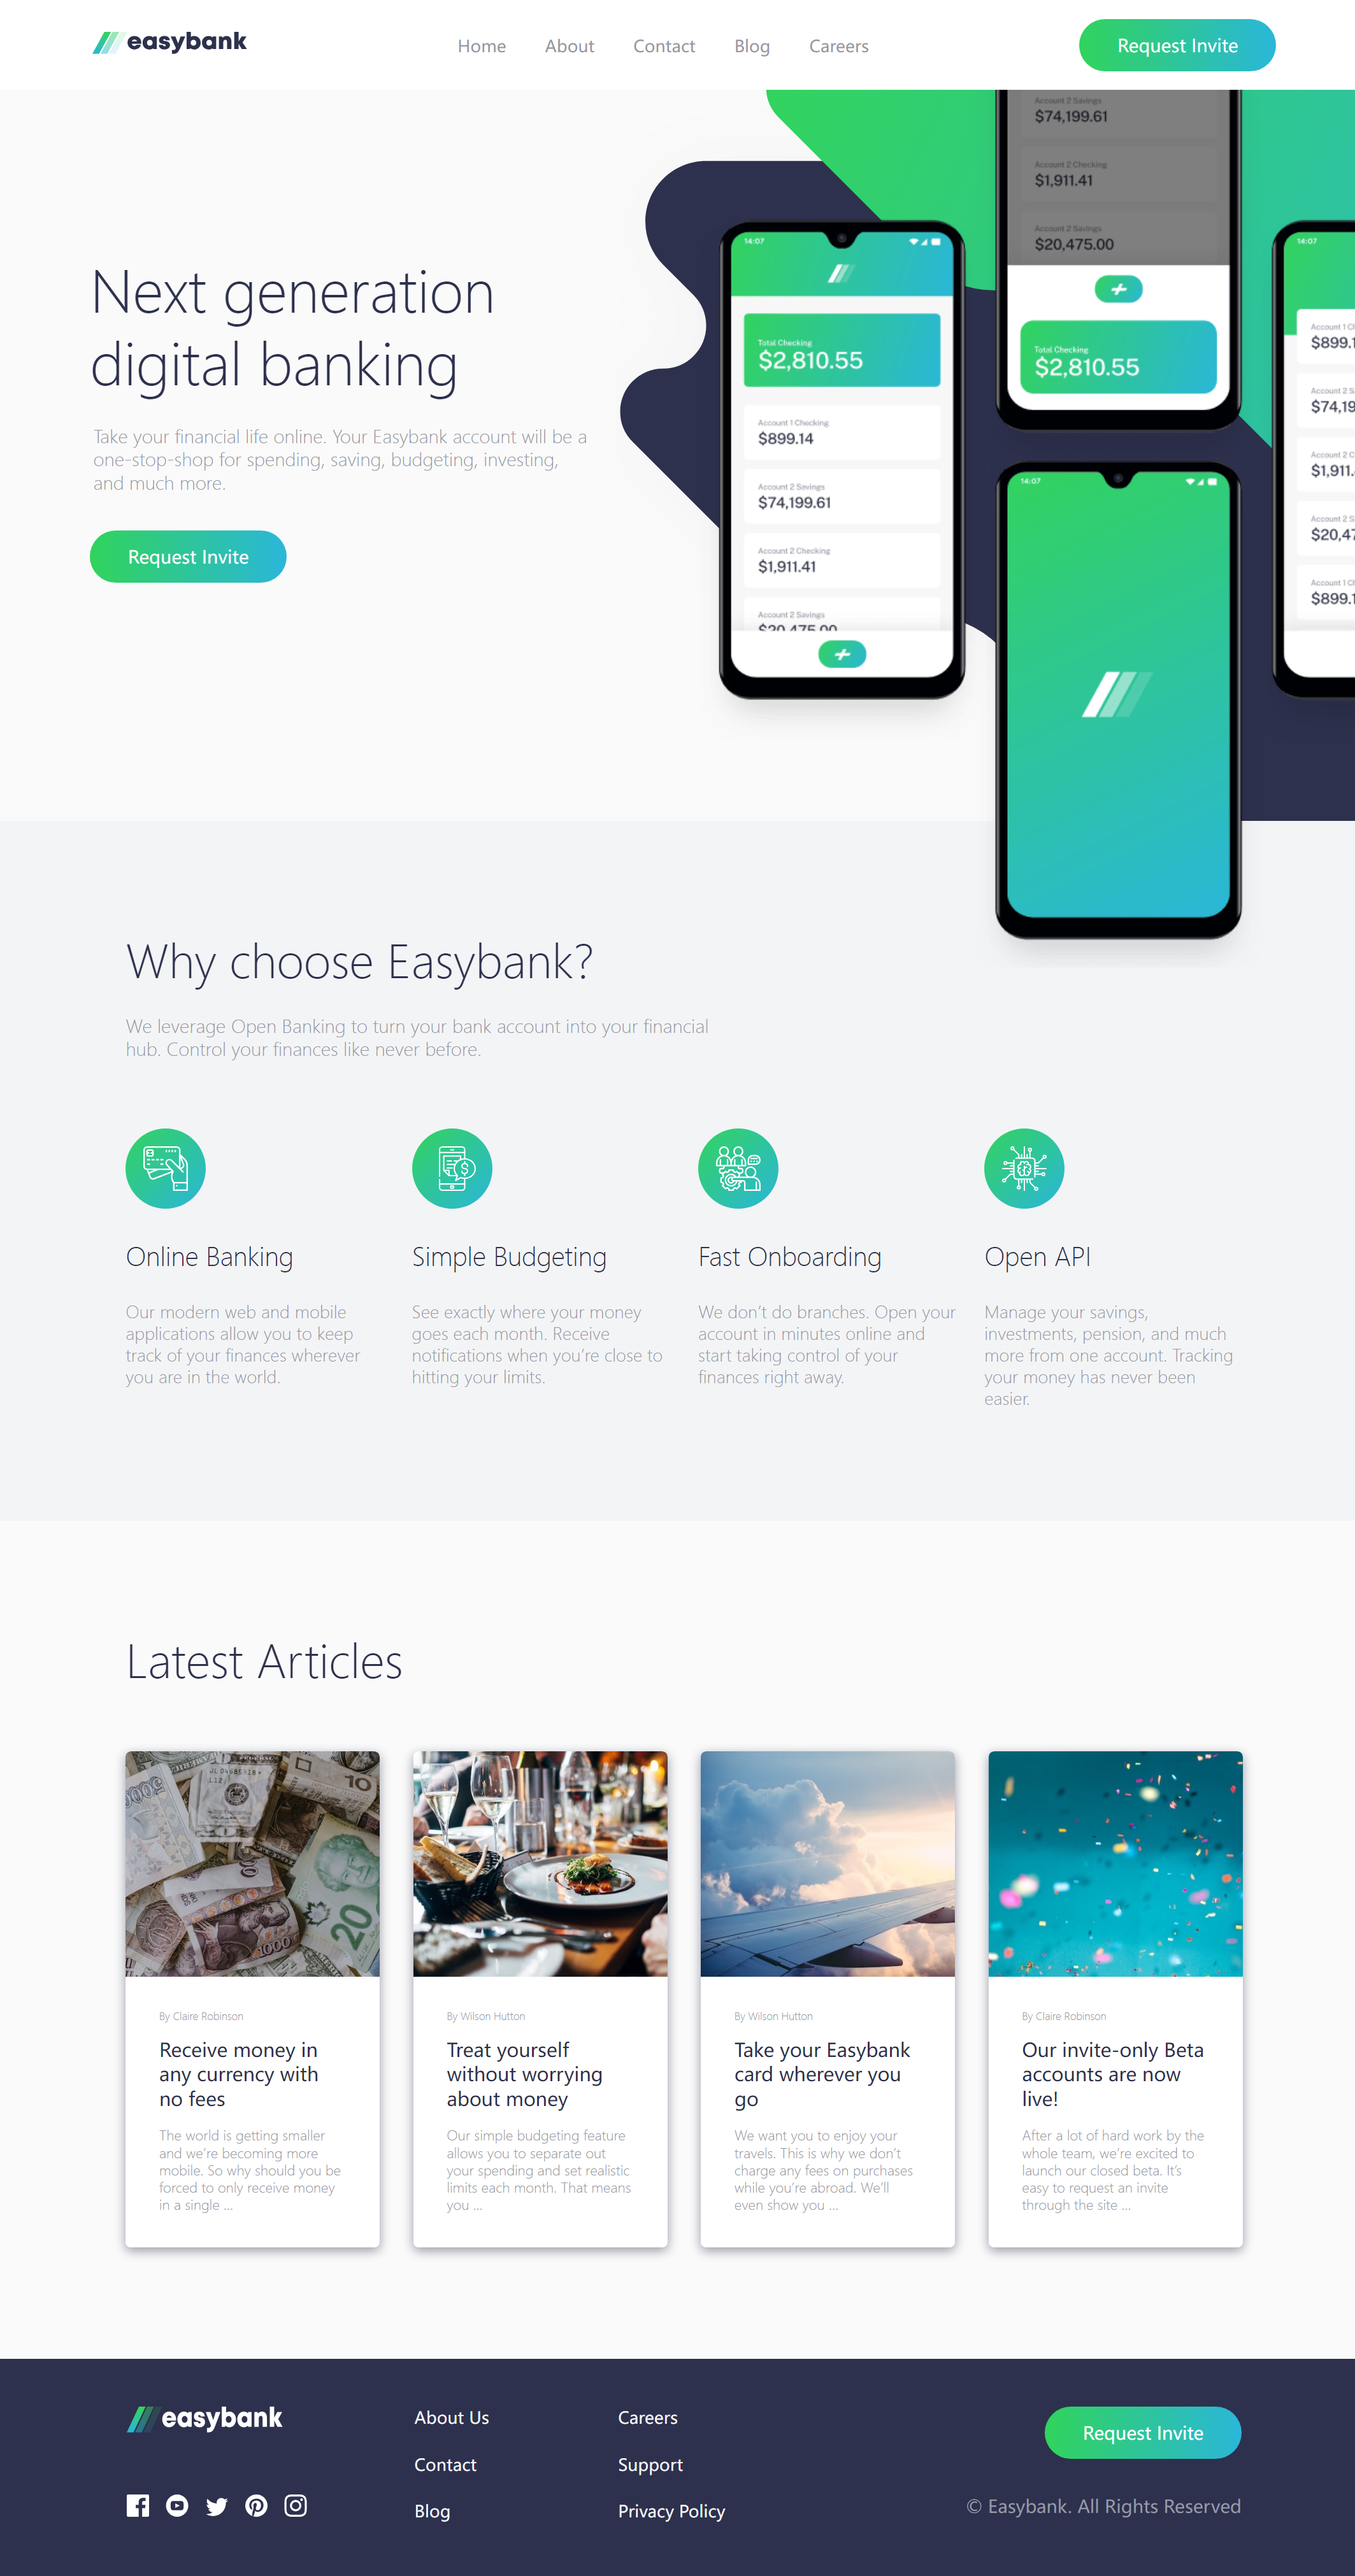 easybank
Home
About
Contact
Blog
Careers
Request Invite
Next generation
digital banking
Take your financial life online. Your Easybank account will be a
one-stop-shop for spending, saving, budgeting, investing,
and much more.
Request Invite
14:07
Total Checking
$2,810.55
Account 1 Checking
$899.14
Account 2 Savings
$74,199.61
Account 2 Checking
$1,911.41
Account 2 Savings
$20,475.00
Account 2 Savings
$74,199.61
Account 2 Checking
$1,911.41
Account 2 Savings
$20,475.00
Total Checking
$2,810.55
14:07
14:07
Account 1 C
$899.1
Account 2 S
$74,19
Account 2 C
$1,911.
Account 2 S
$20,47
Account 1 C
$899.1
Why choose Easybank?
We leverage Open Banking to turn your bank account into your financial
hub. Control your finances like never before.
Online Banking
Our modern web and mobile
applications allow you to keep
track of your finances wherever
you are in the world.
Simple Budgeting
See exactly where your money
goes each month. Receive
notifications when you’re close to
hitting your limits.
Fast Onboarding
We don’t do branches. Open your
account in minutes online and
start taking control of your
finances right away.
Open API
Manage your savings,
investments, pension, and much
more from one account. Tracking
your money has never been
easier.
Latest Articles
10
20
1000
By Claire Robinson
Receive money in
any currency with
no fees
The world is getting smaller
and we’re becoming more
mobile. So why should you be
forced to only receive money
in a single ...
By Wilson Hutton
Treat yourself
without worrying
about money
Our simple budgeting feature
allows you to separate out
your spending and set realistic
limits each month. That means
you ...
By Wilson Hutton
Take your Easybank
card wherever you
go
We want you to enjoy your
travels. This is why we don’t
charge any fees on purchases
while you’re abroad. We’ll
even show you ...
By Claire Robinson
Our invite-only Beta
accounts are now
live!
After a lot of hard work by the
whole team, we’re excited to
launch our closed beta. It’s
easy to request an invite
through the site ...
easybank
About Us
Contact
Blog
Careers
Support
Privacy Policy
Request Invite
© Easybank. All Rights Reserved